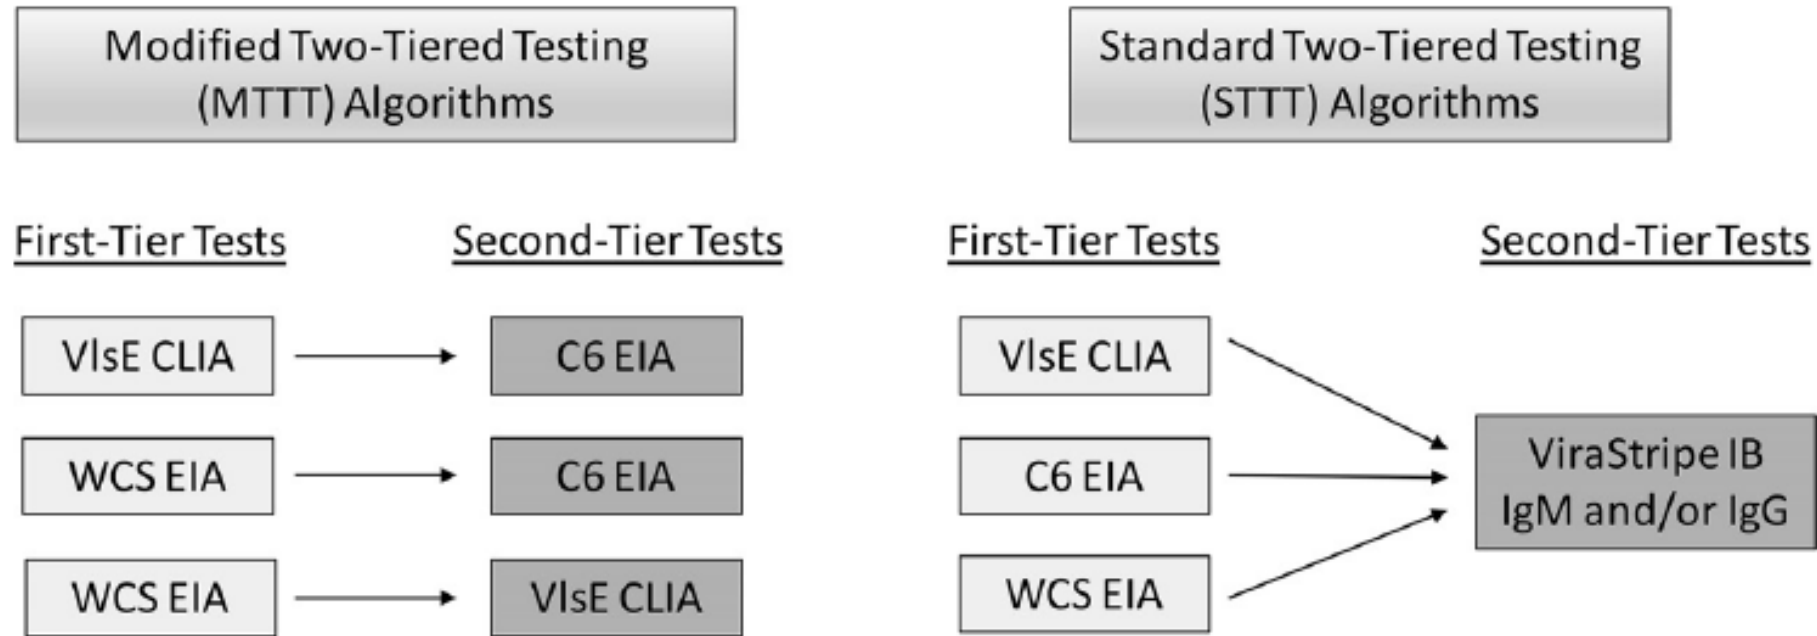 Modified Two-Tiered Testing
(MTTT) Algorithms
Standard Two-Tiered Testing
(STTT) Algorithms
First-Tier Tests
Second-Tier Tests
VlsE CLIA
C6 EIA
WCS EIA
C6 EIA
WCS EIA
VlsE CLIA
First-Tier Tests
Second-Tier Tests
VlsE CLIA
C6 EIA
WCS EIA
ViraStripe IB
IgM and/or IgG